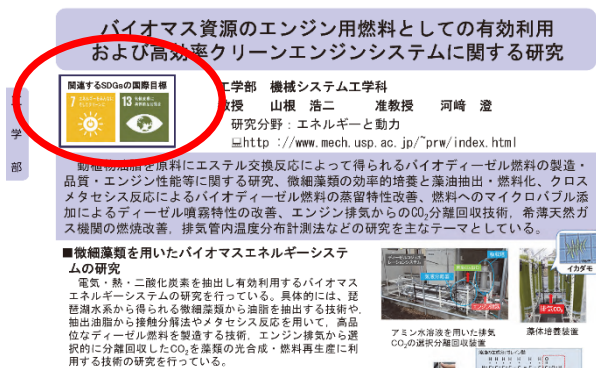 バイオマス資源のエンジン用燃料としての有効利用
および高効率クリーンエンジンシステムに関する研究
関連するSDGsの国際目標
7
13
工学部 機械システム工学科
教授 山根 浩二 准教授 河﨑 澄
研究分野：エネルギーと動力
http://www.mech.usp.ac.jp/~prw/index.html
工
学
部
動植物油脂を原料にエステル交換反応によって得られるバイオディーゼル燃料の製造・
品質・エンジン性能等に関する研究、微細藻類の効率的培養と藻油抽出・燃料化、クロス
メタセシス反応によるバイオディーゼル燃料の蒸留特性改善、燃料へのマイクロバブル添
加によるディーゼル噴霧特性の改善、エンジン排気からのCO₂分離回収技術，希薄天然ガ
ス機関の燃焼改善，排気管内温度分布計測法などの研究を主なテーマとしている。
■微細藻類を用いたバイオマスエネルギーシステ
ムの研究
電気・熱・二酸化炭素を抽出し有効利用するバイオマス
エネルギーシステムの研究を行っている。具体的には、琵
琶湖水系から得られる微細藻類から油脂を抽出する技術や，
抽出油脂から接触分解法やメタセシス反応を用いて，高品
位なディーゼル燃料を製造する技術，エンジン排気から選
択的に分離回収したCO₂を藻類の光合成・燃料再生産に利
用する技術の研究を行っている。
イカダモ
排気CO₂
アミン水溶液を用いた排気
CO₂の選択分離回収装置
藻体培養装置